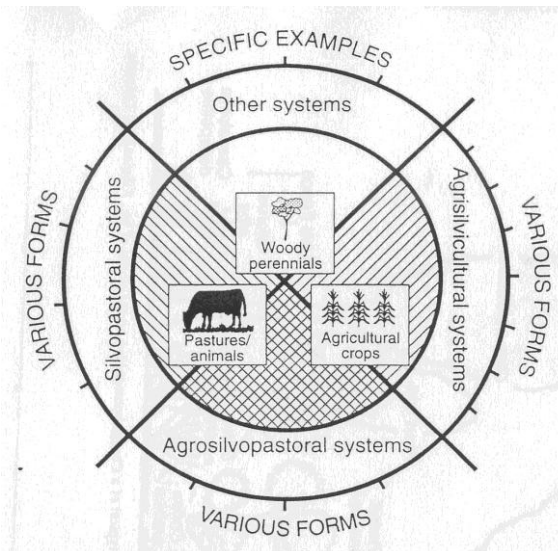 SPECIFIC EXAMPLES
Other systems
VARIOUS FORMS
Silvopastoral systems
Woody
perennials
Agrisilvicultural systems
VARIOUS FORMS
Pastures/
animals
Agricultural
crops
Agrosilvopastoral systems
VARIOUS FORMS